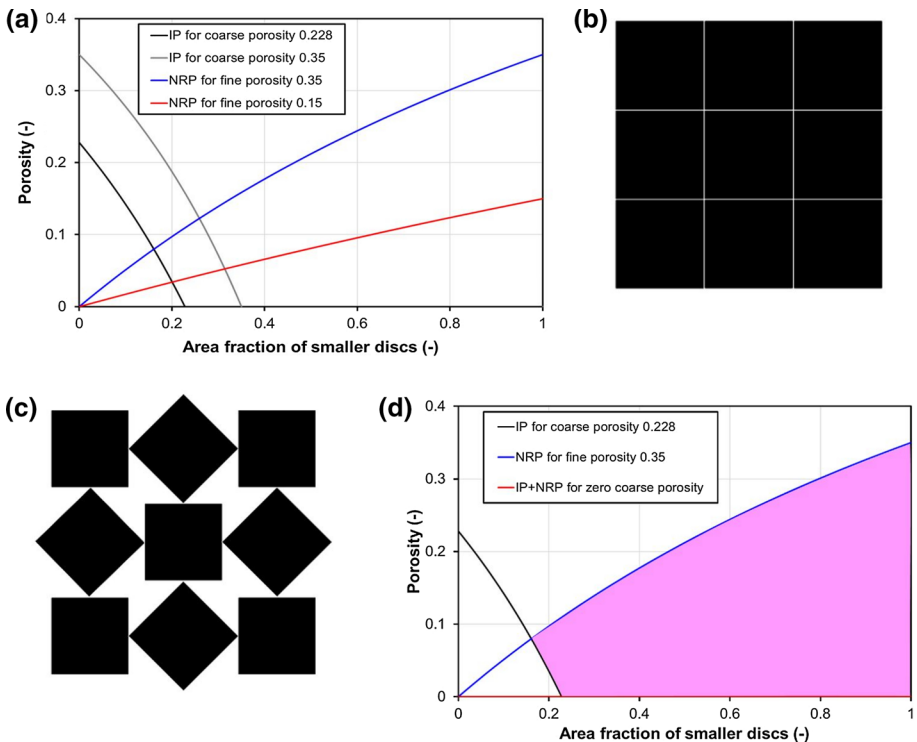 (a)
0.4
0.3
0.2
0.1
0
Porosity (-)
IP for coarse porosity 0.228
IP for coarse porosity 0.35
NRP for fine porosity 0.35
NRP for fine porosity 0.15
0 0.2 0.4 0.6 0.8 1
Area fraction of smaller discs (-)
(b)
(c)
(d)
0.4
0.3
0.2
0.1
0
Porosity (-)
IP for coarse porosity 0.228
NRP for fine porosity 0.35
IP+NRP for zero coarse porosity
0 0.2 0.4 0.6 0.8 1
Area fraction of smaller discs (-)